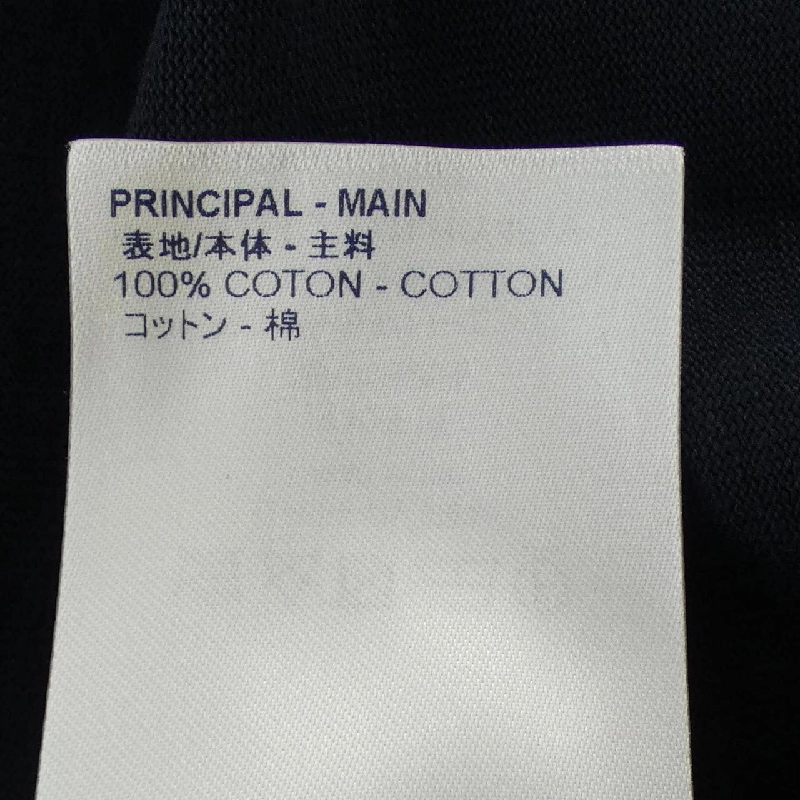 PRINCIPAL - MAIN
表地/本体 - 主料
100% COTON - COTTON
コットン - 棉